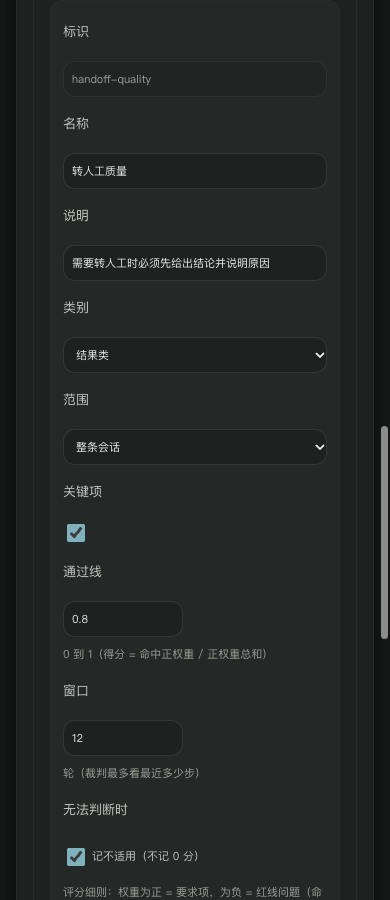 标识
handoff-quality
名称
转人工质量
说明
需要转人工时必须先给出结论并说明原因
类别
结果类
范围
整条会话
关键项
通过线
0.8
0 到 1（得分 = 命中正权重 / 正权重总和）
窗口
12
轮（裁判最多看最近多少步）
无法判断时
记不适用（不记 0 分）
评分细则：权重为正 = 要求项，为负 = 红线问题（命